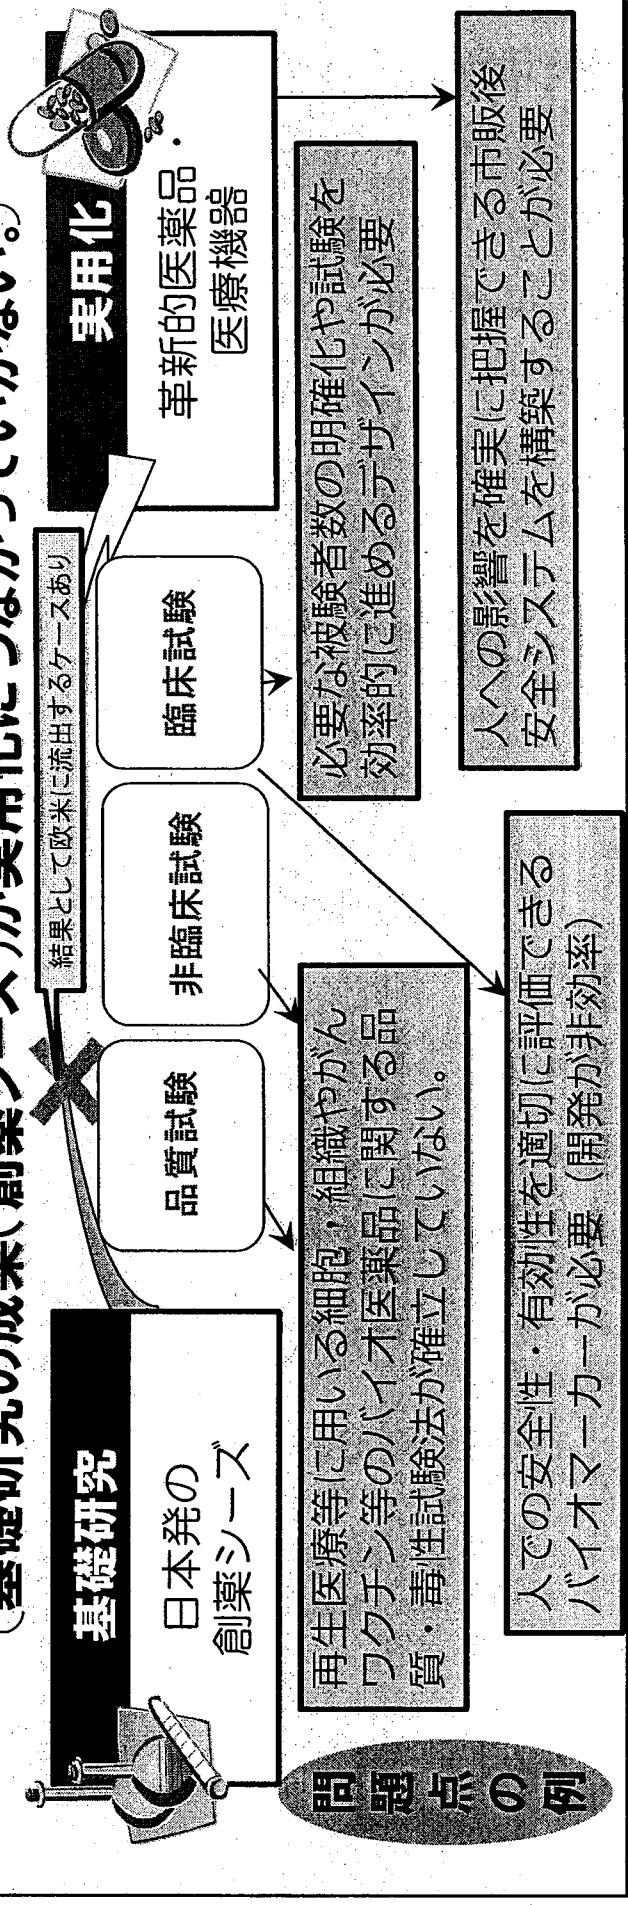 (基礎研究の成果(創薬シーズ)が実用化につながっていかない。)
結果として欧米に流出するケースあり
基礎研究
日本発の
創薬シーズ
品質試験
非臨床試験
臨床試験
実用化
革新的医薬品・
医療機器
問題点の例
再生医療等に用いる細胞・組織やがん
ワクチン等のバイオ医薬品に関する品
質・毒性試験法が確立していない。
必要な被験者数の明確化や試験を
効率的に進めるデザインが必要
人での安全性・有効性を適切に評価できる
バイオマーカーが必要（開発が非効率）
人への影響を確実に把握できる市販後
安全システムを構築することが必要